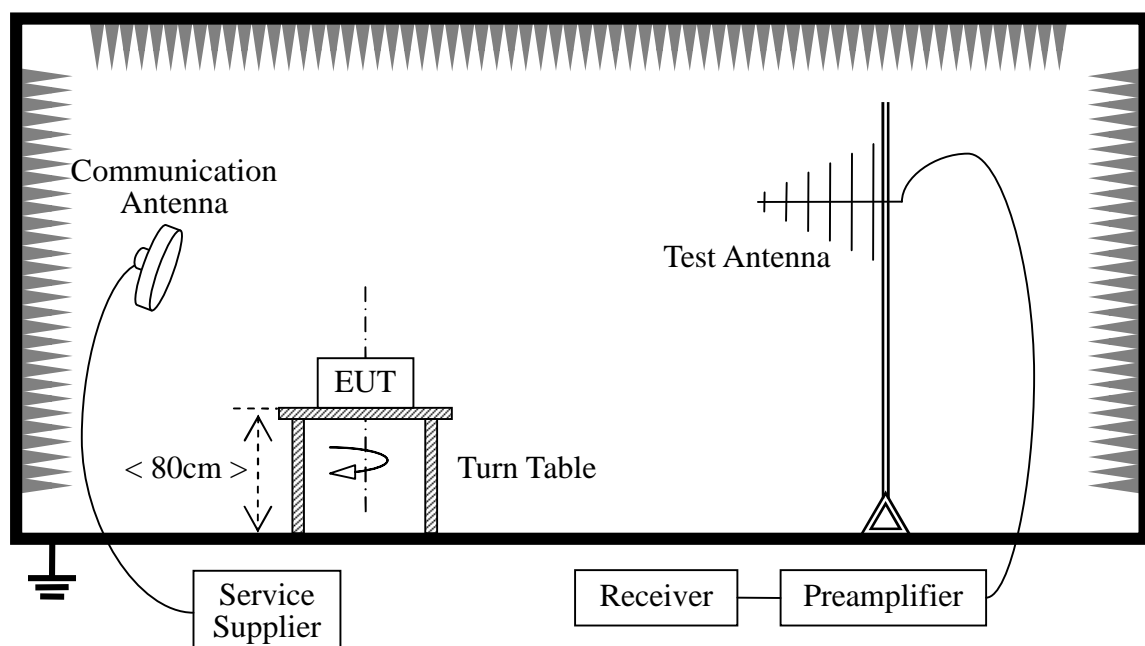 Communication
Antenna
Test Antenna
EUT
< 80cm >
Turn Table
Service
Supplier
Receiver
Preamplifier